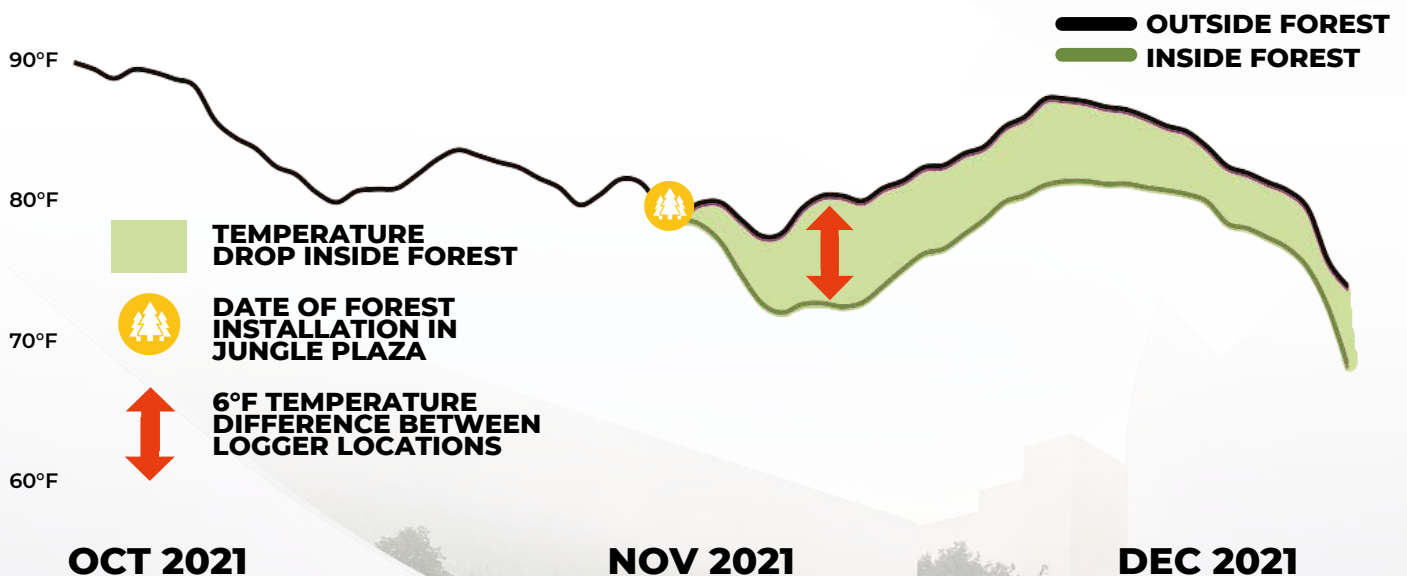 OUTSIDE FOREST
INSIDE FOREST
90°F
80°F
70°F
60°F
TEMPERATURE
DROP INSIDE FOREST
DATE OF FOREST
INSTALLATION IN
JUNGLE PLAZA
6°F TEMPERATURE
DIFFERENCE BETWEEN
LOGGER LOCATIONS
OCT 2021
NOV 2021
DEC 2021